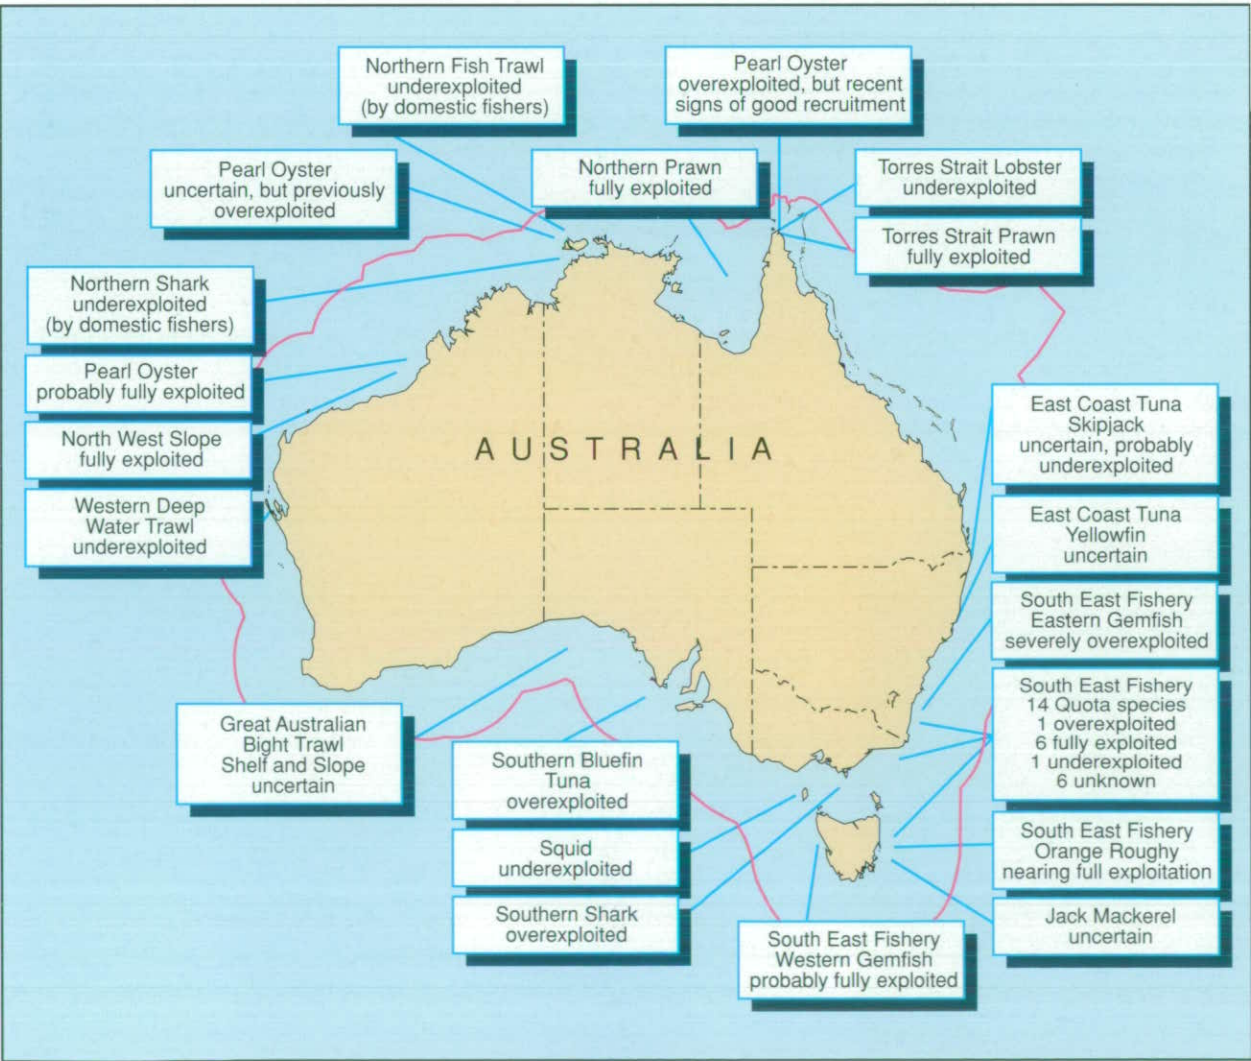 Northern Fish Trawl
underexploited
(by domestic fishers)
Pearl Oyster
overexploited, but recent
signs of good recruitment
Pearl Oyster
uncertain, but previously
overexploited
Northern Prawn
fully exploited
Torres Strait Lobster
underexploited
Torres Strait Prawn
fully exploited
Northern Shark
underexploited
(by domestic fishers)
Pearl Oyster
probably fully exploited
North West Slope
fully exploited
Western Deep
Water Trawl
underexploited
AUSTRALIA
East Coast Tuna
Skipjack
uncertain, probably
underexploited
East Coast Tuna
Yellowfin
uncertain
South East Fishery
Eastern Gemfish
severely overexploited
South East Fishery
14 Quota species
1 overexploited
6 fully exploited
1 underexploited
6 unknown
South East Fishery
Orange Roughy
nearing full exploitation
Jack Mackerel
uncertain
Great Australian
Bight Trawl
Shelf and Slope
uncertain
Southern Bluefin
Tuna
overexploited
Squid
underexploited
Southern Shark
overexploited
South East Fishery
Western Gemfish
probably fully exploited